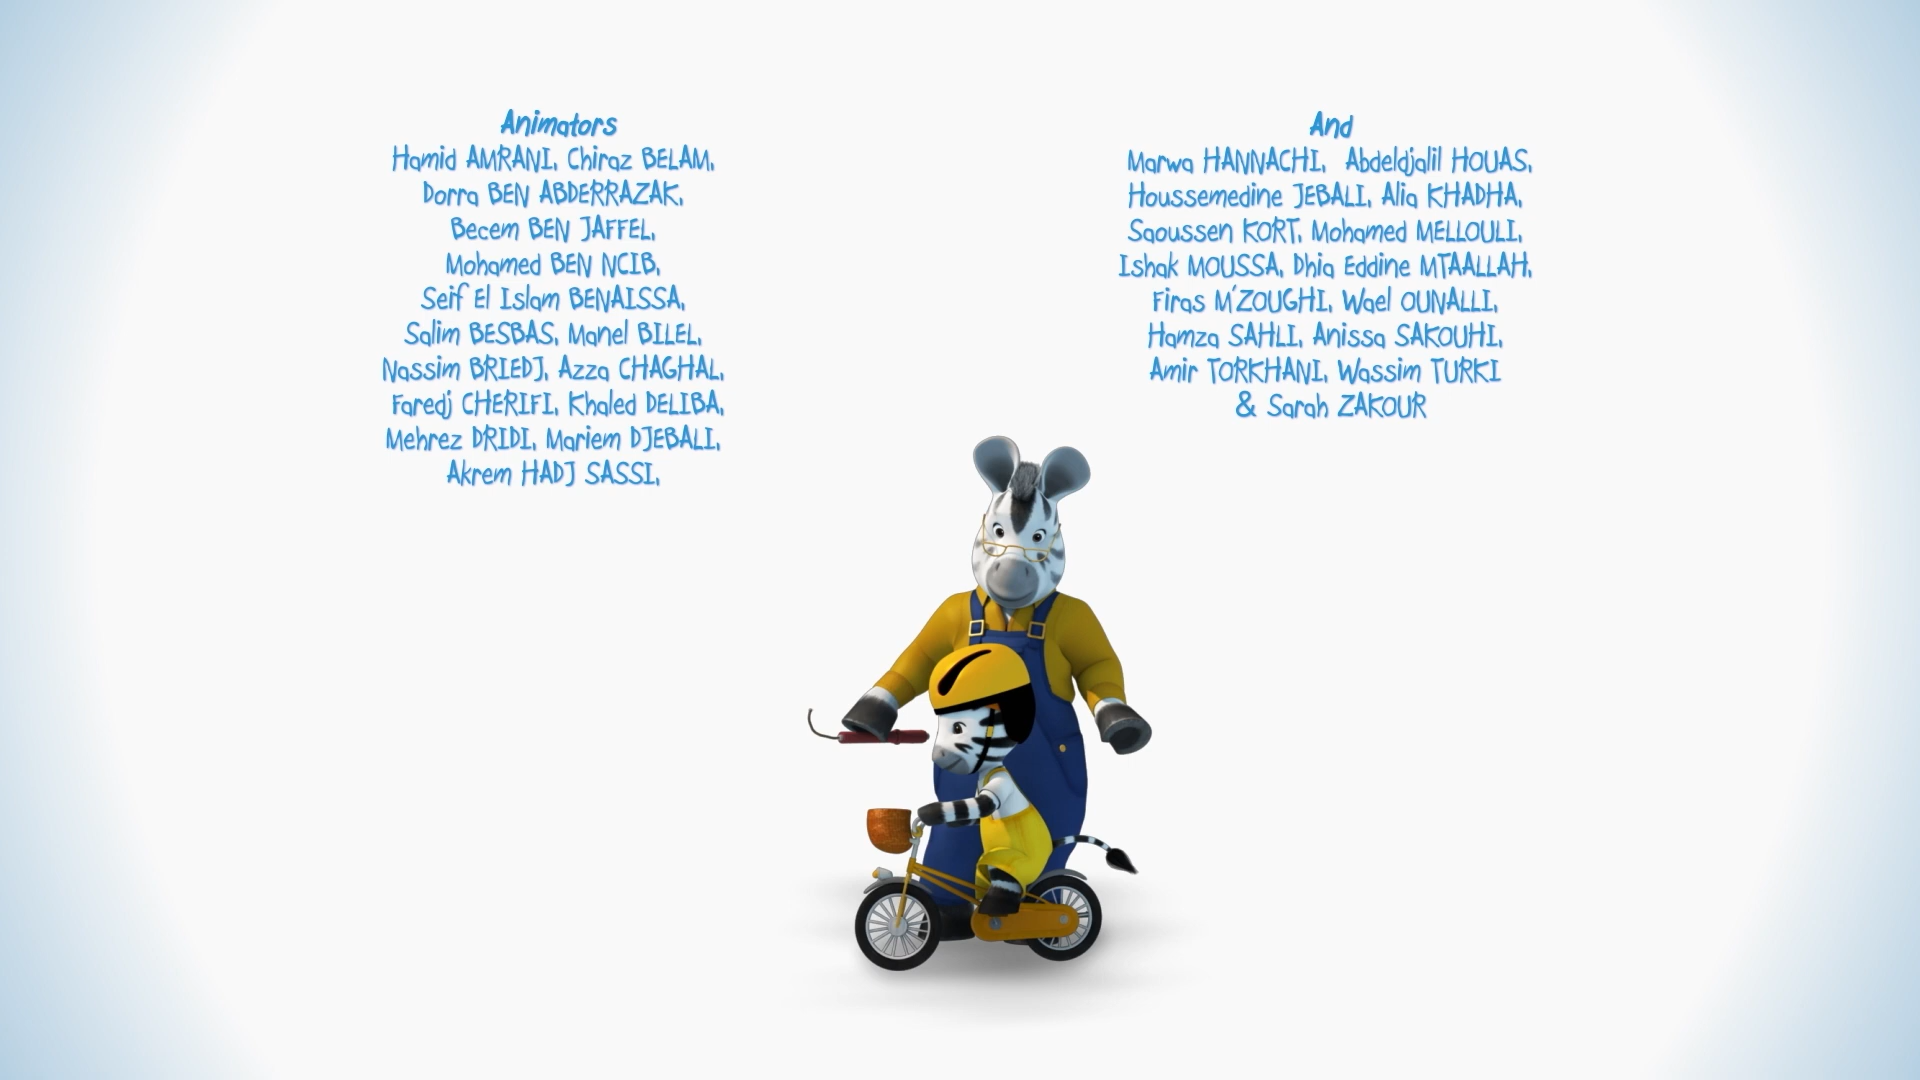 Animators
Hamid AMRANI, Chiraz BELAM,
Dorra BEN ABDERRAZAK,
Becem BEN JAFFEL,
Mohamed BEN NCIB,
Seif El Islam BENAISSA,
Salim BESBAS, Manel BILEL,
Nassim BRIEDJ, Azza CHAGHAL,
Faredj CHERIFI, Khaled DELIBA,
Mehrez DRIDI, Mariem DJEBALI,
Akrem HADJ SASSI,
And
Marwa HANNACHI, Abdeldjalil HOUAS,
Houssemedine JEBALI, Alia KHADHA,
Saoussen KORT, Mohamed MELLOULI,
Ishak MOUSSA, Dhia Eddine MTAALLAH,
Firas M'ZOUGHI, Wael OUNALLI,
Hamza SAHLI, Anissa SAKOUHI,
Amir TORKHANI, Wassim TURKI
& Sarah ZAKOUR